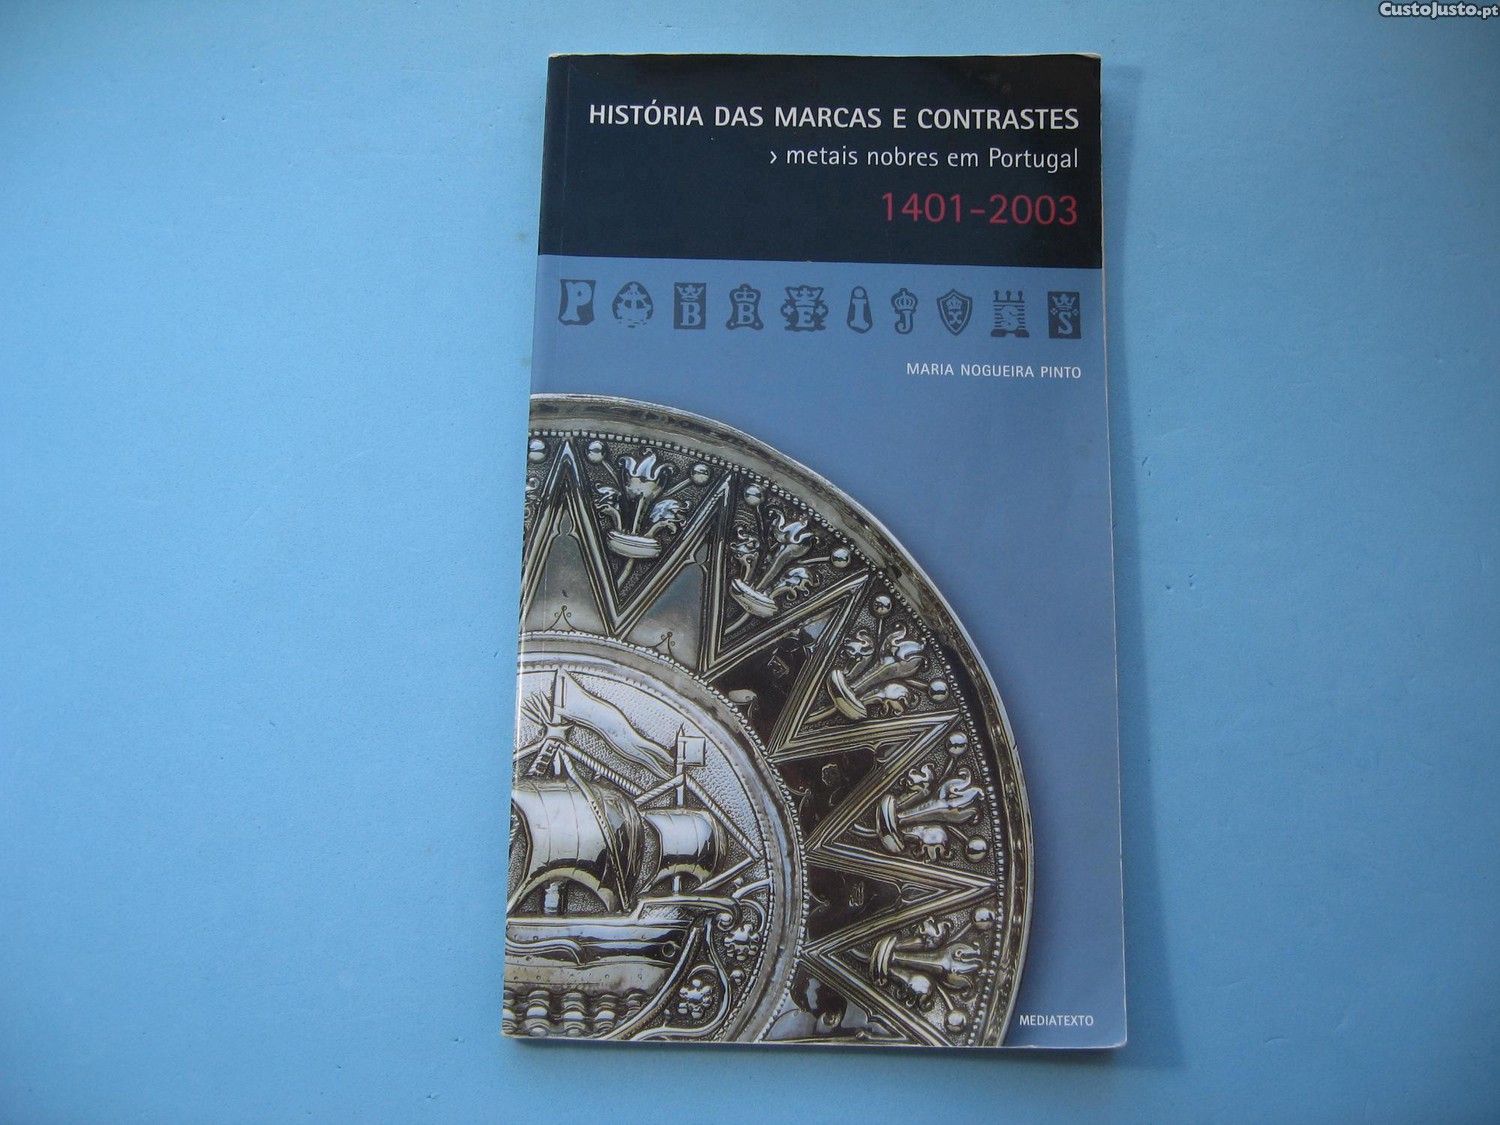 CustoJusto.pt
HISTÓRIA DAS MARCAS E CONTRASTES
› metais nobres em Portugal
1401-2003
P B B E I J X S S
MARIA NOGUEIRA PINTO
MEDIATEXTO